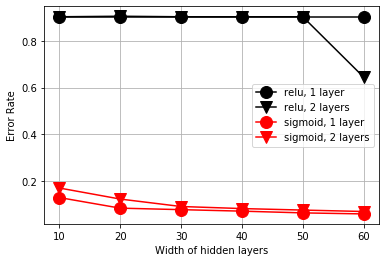 0.8
0.6
0.4
0.2
Error Rate
relu, 1 layer
relu, 2 layers
sigmoid, 1 layer
sigmoid, 2 layers
10 20 30 40 50 60
Width of hidden layers